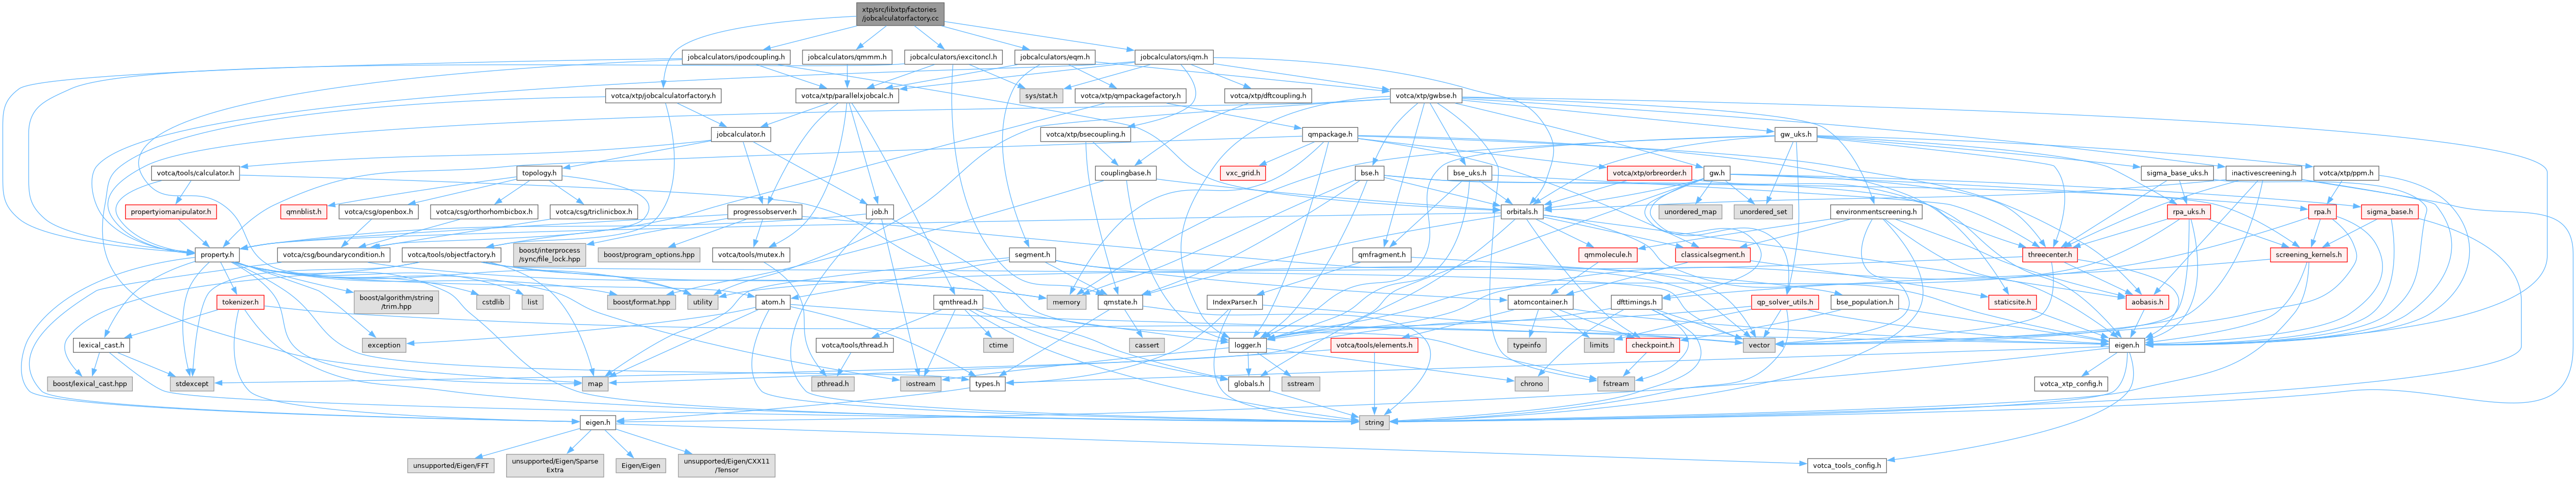 xtp/src/libxtp/factories
/jobcalculatorfactory.cc
jobcalculators/ipodcoupling.h
jobcalculators/qmmm.h
jobcalculators/iexcitoncl.h
jobcalculators/eqm.h
jobcalculators/iqm.h
votca/xtp/jobcalculatorfactory.h
votca/xtp/parallelxjobcalc.h
sys/stat.h
votca/xtp/qmpackagefactory.h
votca/xtp/dftcoupling.h
votca/xtp/gwbse.h
jobcalculator.h
votca/xtp/bsecoupling.h
qmpackage.h
gw_uks.h
votca/tools/calculator.h
topology.h
couplingbase.h
vxc_grid.h
votca/xtp/orbreorder.h
bse.h
bse_uks.h
gw.h
sigma_base_uks.h
inactivescreening.h
votca/xtp/ppm.h
propertyiomanipulator.h
qmnblist.h
votca/csg/openbox.h
votca/csg/orthorhombicbox.h
votca/csg/triclinicbox.h
progressobserver.h
job.h
orbitals.h
unordered_map
unordered_set
environmentscreening.h
rpa_uks.h
rpa.h
sigma_base.h
property.h
votca/csg/boundarycondition.h
votca/tools/objectfactory.h
boost/interprocess
/sync/file_lock.hpp
boost/program_options.hpp
votca/tools/mutex.h
segment.h
qmfragment.h
qmmolecule.h
classicalsegment.h
threecenter.h
screening_kernels.h
tokenizer.h
boost/algorithm/string
/trim.hpp
cstdlib
list
boost/format.hpp
utility
atom.h
qmthread.h
memory
qmstate.h
IndexParser.h
atomcontainer.h
dfttimings.h
qp_solver_utils.h
bse_population.h
staticsite.h
aobasis.h
lexical_cast.h
exception
votca/tools/thread.h
ctime
cassert
logger.h
votca/tools/elements.h
typeinfo
limits
checkpoint.h
vector
eigen.h
boost/lexical_cast.hpp
stdexcept
map
pthread.h
iostream
types.h
globals.h
sstream
chrono
fstream
votca_xtp_config.h
eigen.h
string
unsupported/Eigen/FFT
unsupported/Eigen/Sparse
Extra
Eigen/Eigen
unsupported/Eigen/CXX11
/Tensor
votca_tools_config.h